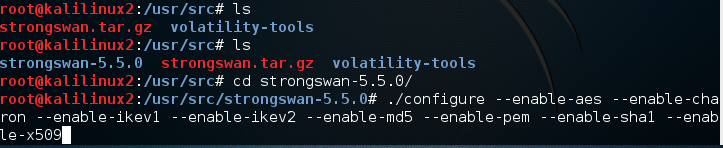 root@kalilinux2:/usr/src# ls
strongswan.tar.gz  volatility-tools
root@kalilinux2:/usr/src# ls
strongswan-5.5.0  strongswan.tar.gz  volatility-tools
root@kalilinux2:/usr/src# cd strongswan-5.5.0/
root@kalilinux2:/usr/src/strongswan-5.5.0# ./configure --enable-aes --enable-cha
ron --enable-ikev1 --enable-ikev2 --enable-md5 --enable-pem --enable-sha1 --enab
le-x509